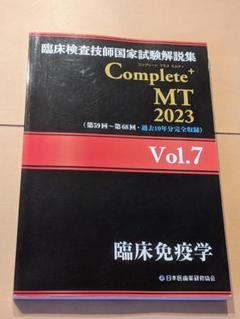 臨床検査技師国家試験解説集
コンプリート プラス エムティ
Complete+
MT
2023
(第59回～第68回・過去10年分完全収録)
Vol.7
臨床免疫学
日本医歯薬研修協会